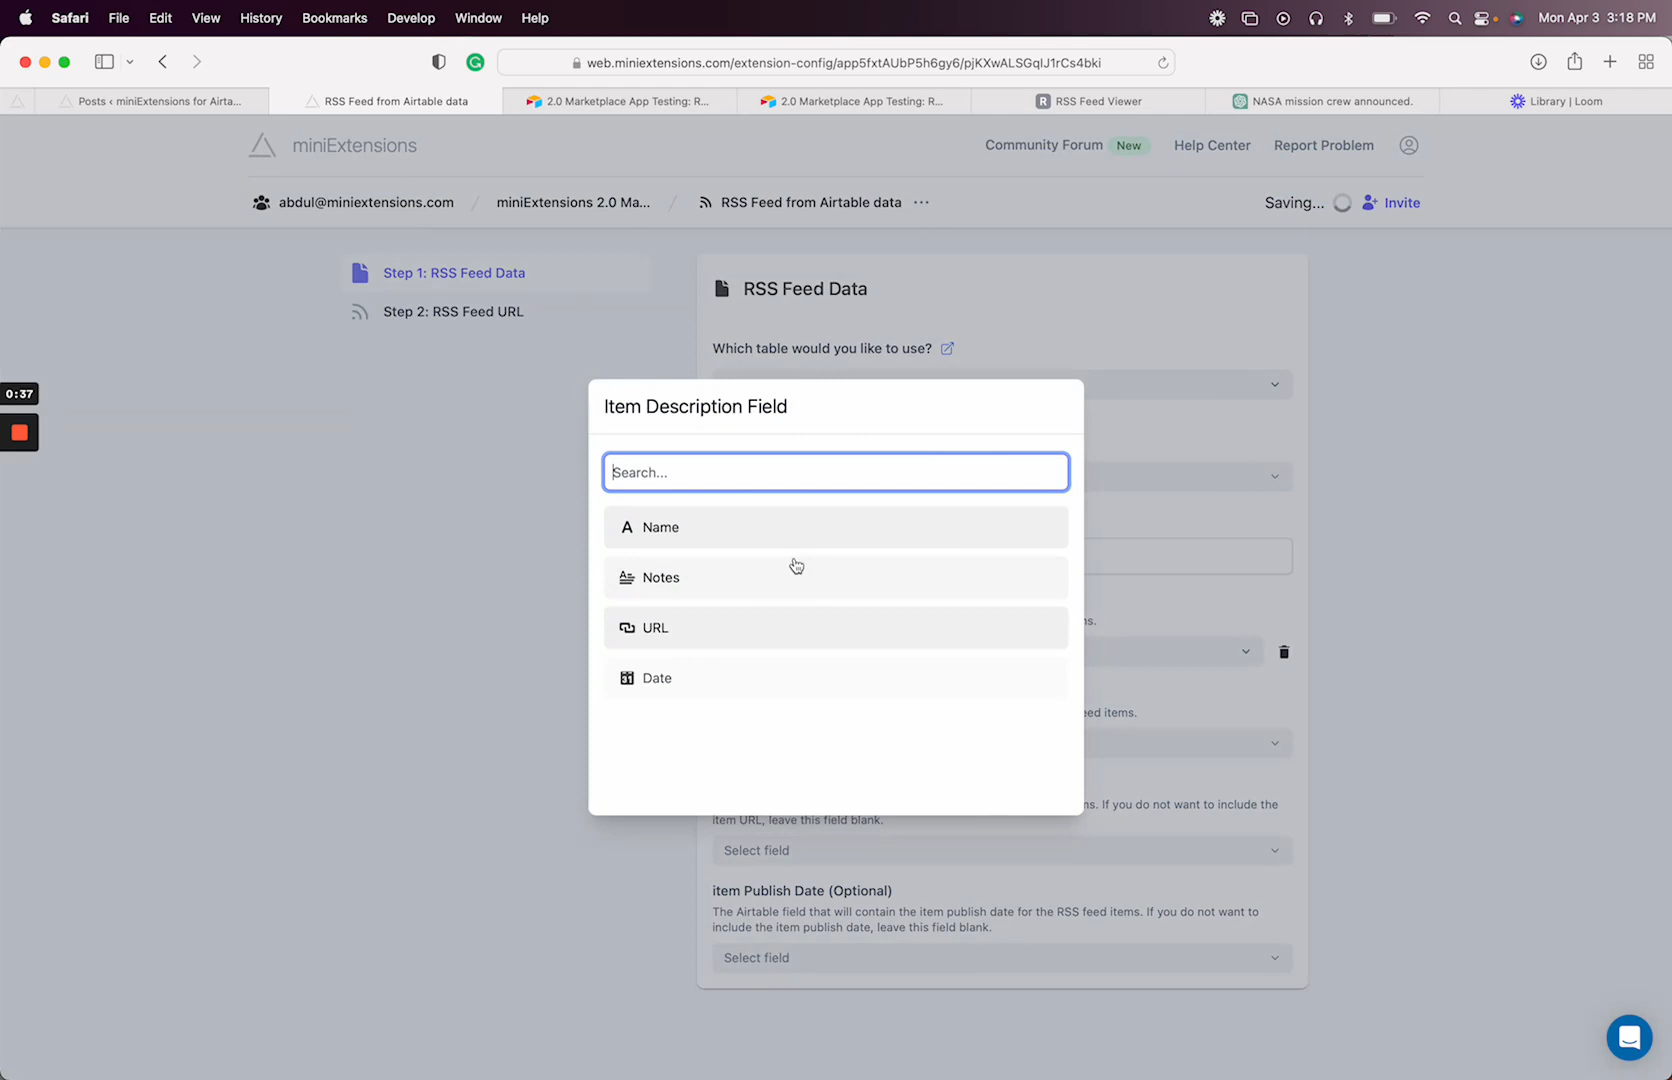 Safari File Edit View History Bookmarks Develop Window Help Mon Apr 3 3:18 PM
web.miniextensions.com/extension-config/app5fxtAUbP5h6gy6/pjKXwALSGqlJ1rCs4bki
Posts ‹ miniExtensions for Airta... RSS Feed from Airtable data 2.0 Marketplace App Testing: R... 2.0 Marketplace App Testing: R... RSS Feed Viewer NASA mission crew announced. Library | Loom
miniExtensions Community Forum New Help Center Report Problem
abdul@miniextensions.com / miniExtensions 2.0 Ma... / RSS Feed from Airtable data ··· Saving... Invite
Step 1: RSS Feed Data
Step 2: RSS Feed URL
RSS Feed Data
Which table would you like to use?
0:37
Item Description Field
Search...
Name
Notes
URL
Date
ns.
eed items.
ns. If you do not want to include the
item URL, leave this field blank.
Select field
item Publish Date (Optional)
The Airtable field that will contain the item publish date for the RSS feed items. If you do not want to
include the item publish date, leave this field blank.
Select field